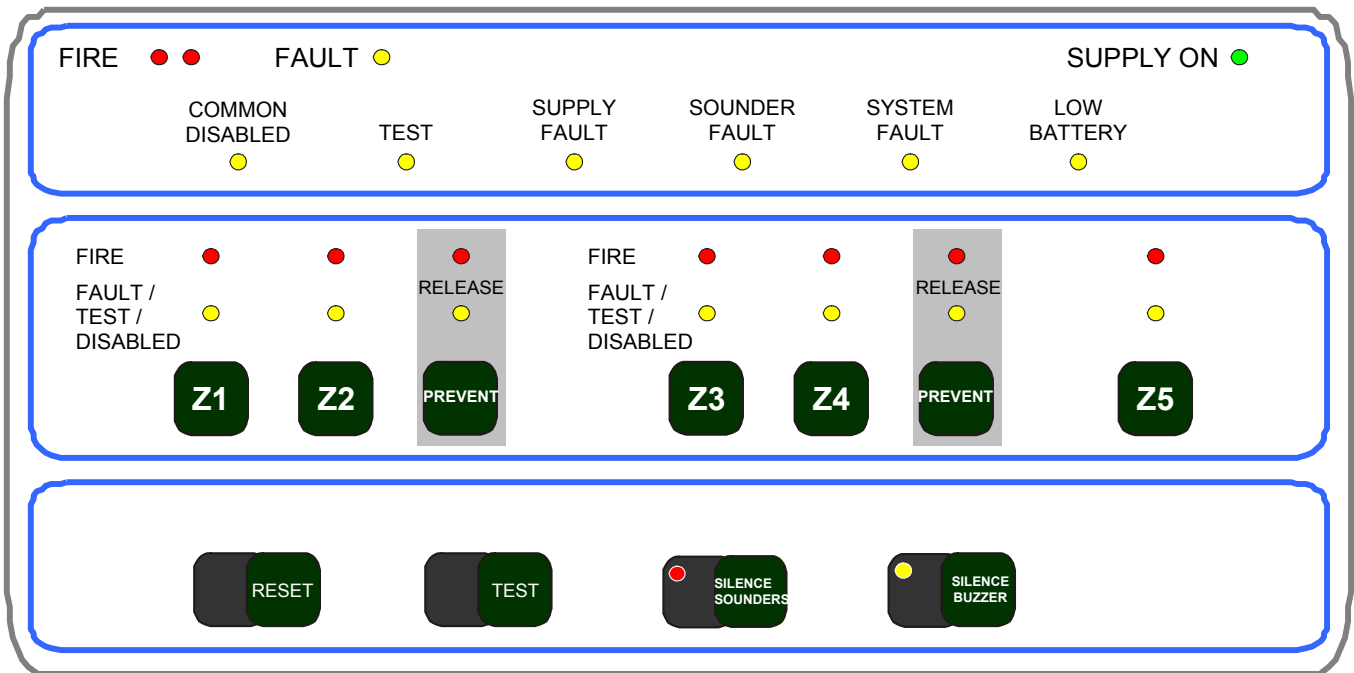 FIRE
FAULT
SUPPLY ON
COMMON
DISABLED
TEST
SUPPLY
FAULT
SOUNDER
FAULT
SYSTEM
FAULT
LOW
BATTERY
FIRE
FAULT /
TEST /
DISABLED
RELEASE
FIRE
FAULT /
TEST /
DISABLED
RELEASE
Z1
Z2
PREVENT
Z3
Z4
PREVENT
Z5
RESET
TEST
SILENCE
SOUNDERS
SILENCE
BUZZER